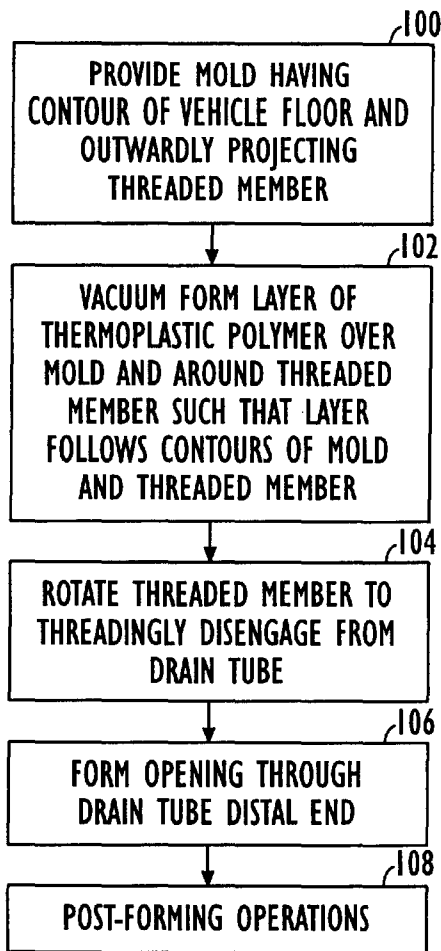 100
PROVIDE MOLD HAVING
CONTOUR OF VEHICLE FLOOR AND
OUTWARDLY PROJECTING
THREADED MEMBER
102
VACUUM FORM LAYER OF
THERMOPLASTIC POLYMER OVER
MOLD AND AROUND THREADED
MEMBER SUCH THAT LAYER
FOLLOWS CONTOURS OF MOLD
AND THREADED MEMBER
104
ROTATE THREADED MEMBER TO
THREADINGLY DISENGAGE FROM
DRAIN TUBE
106
FORM OPENING THROUGH
DRAIN TUBE DISTAL END
108
POST-FORMING OPERATIONS